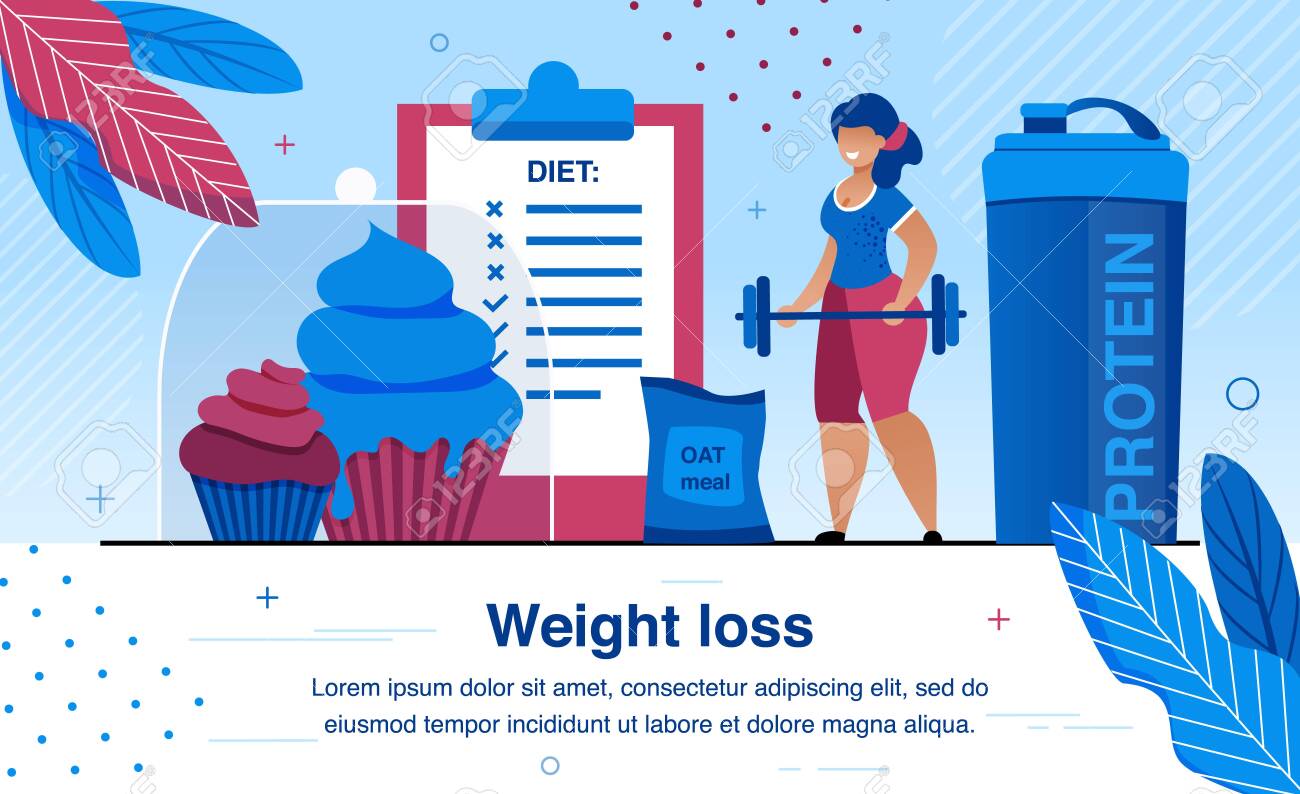 DIET:
OAT
meal
PROTEIN
Weight loss
Lorem ipsum dolor sit amet, consectetur adipiscing elit, sed do
eiusmod tempor incididunt ut labore et dolore magna aliqua.
123RF